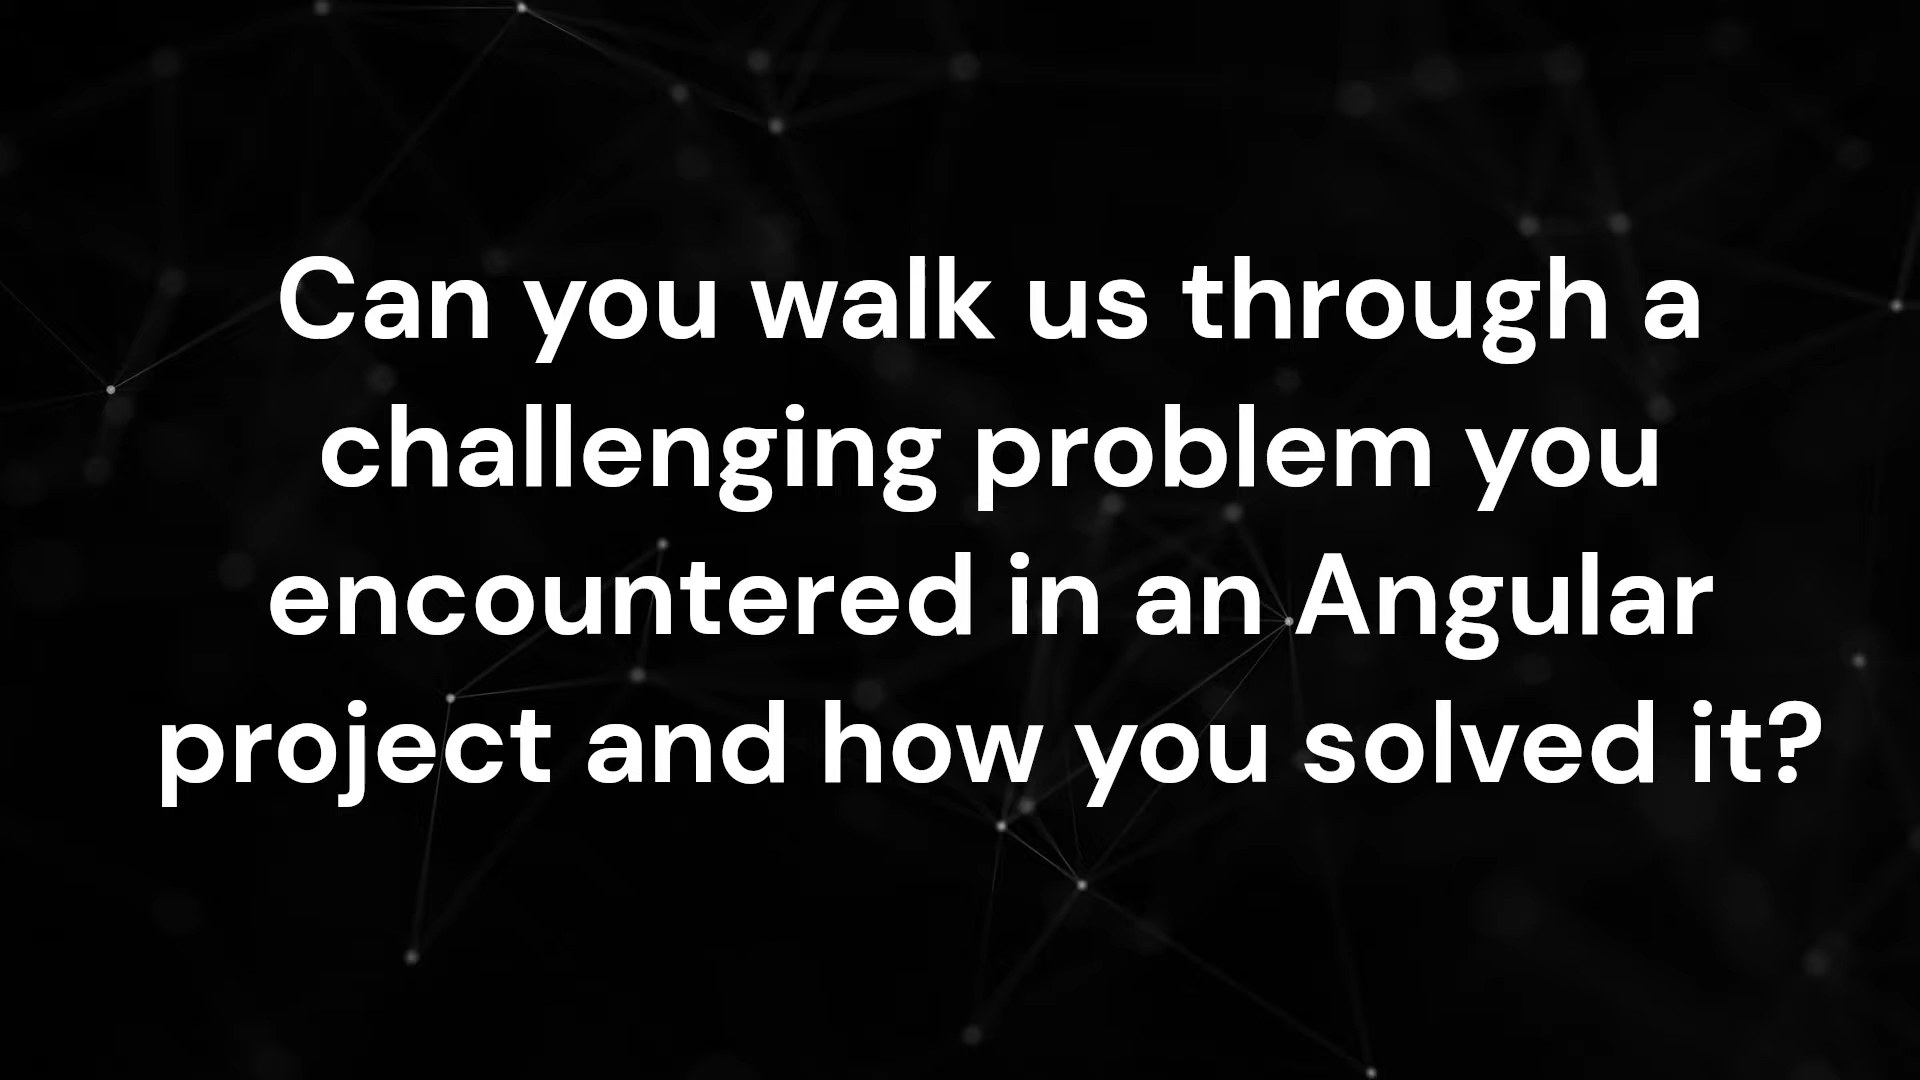 Can you walk us through a
challenging problem you
encountered in an Angular
project and how you solved it?